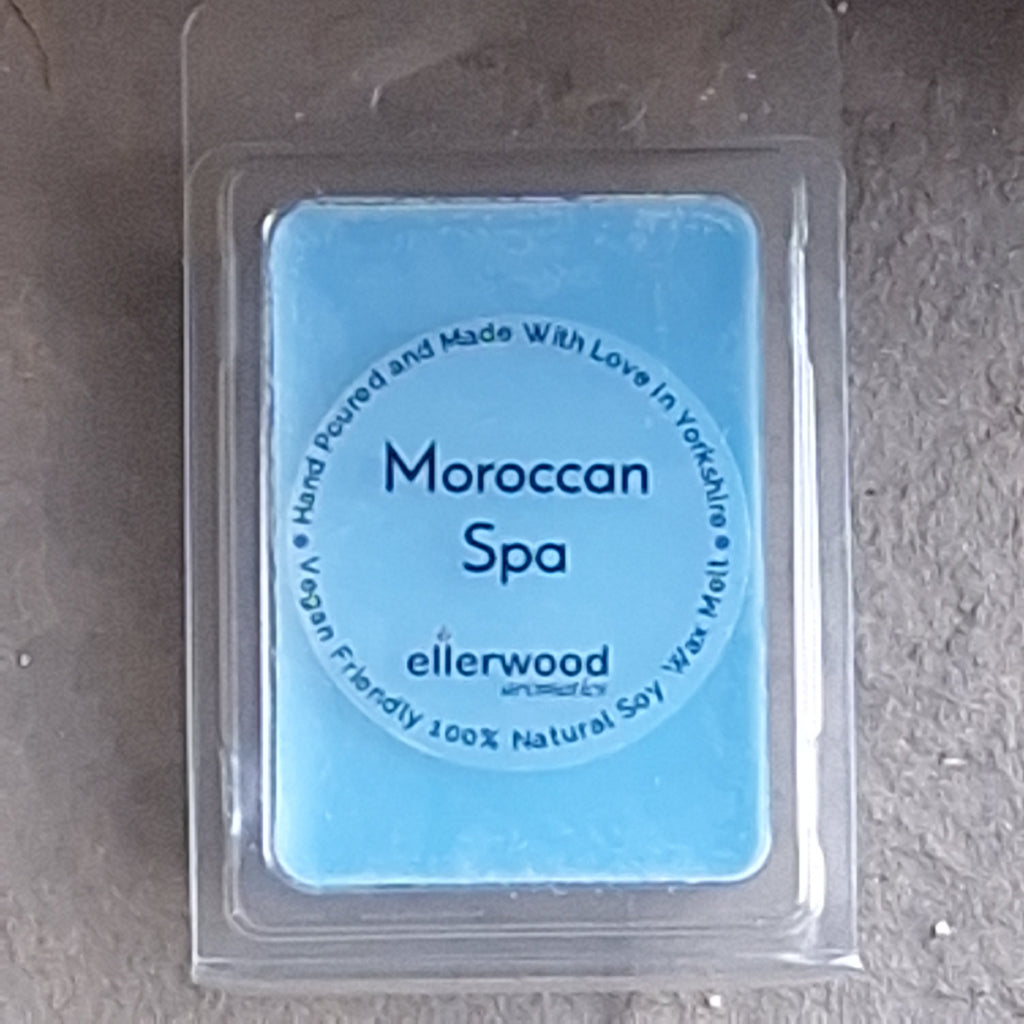 Hand Poured and Made With Love in Yorkshire
Moroccan
Spa
ellerwood
Vegan Friendly 100% Natural Soy Wax Melt